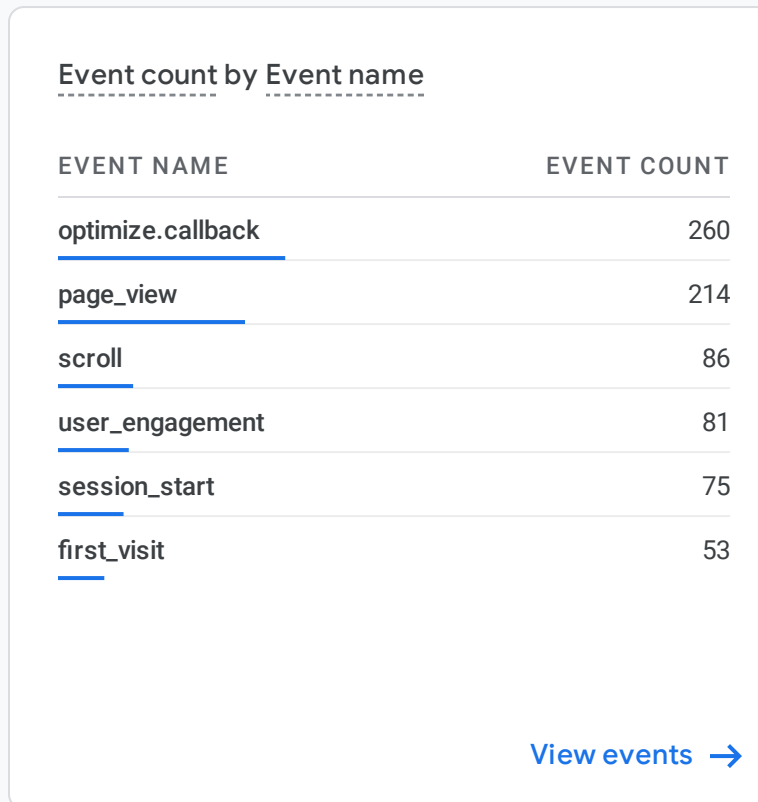 Event count by Event name
EVENT NAME EVENT COUNT
optimize.callback 260
page_view 214
scroll 86
user_engagement 81
session_start 75
first_visit 53
View events